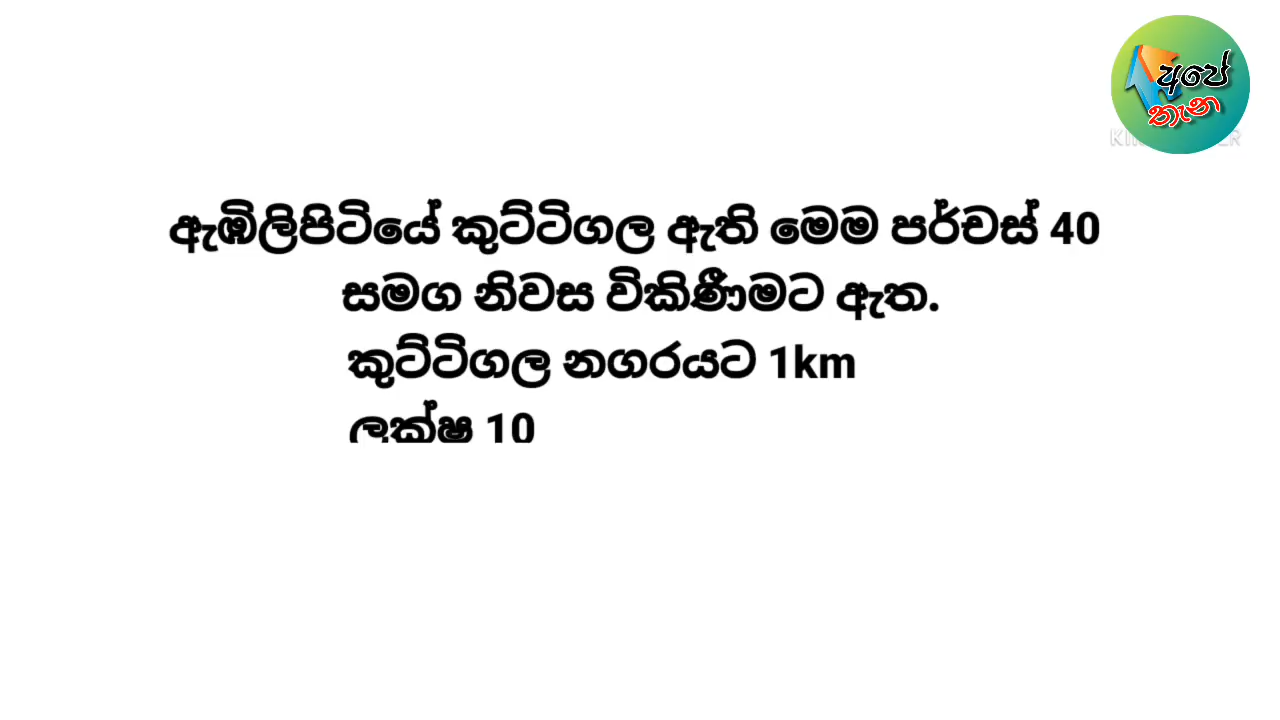 අපේ
තැන
ඇඹිලිපිටියේ කුට්ටිගල ඇති මෙම පර්චස් 40
සමග නිවස විකිණීමට ඇත.
කුට්ටිගල නගරයට 1km
ලක්ෂ 10